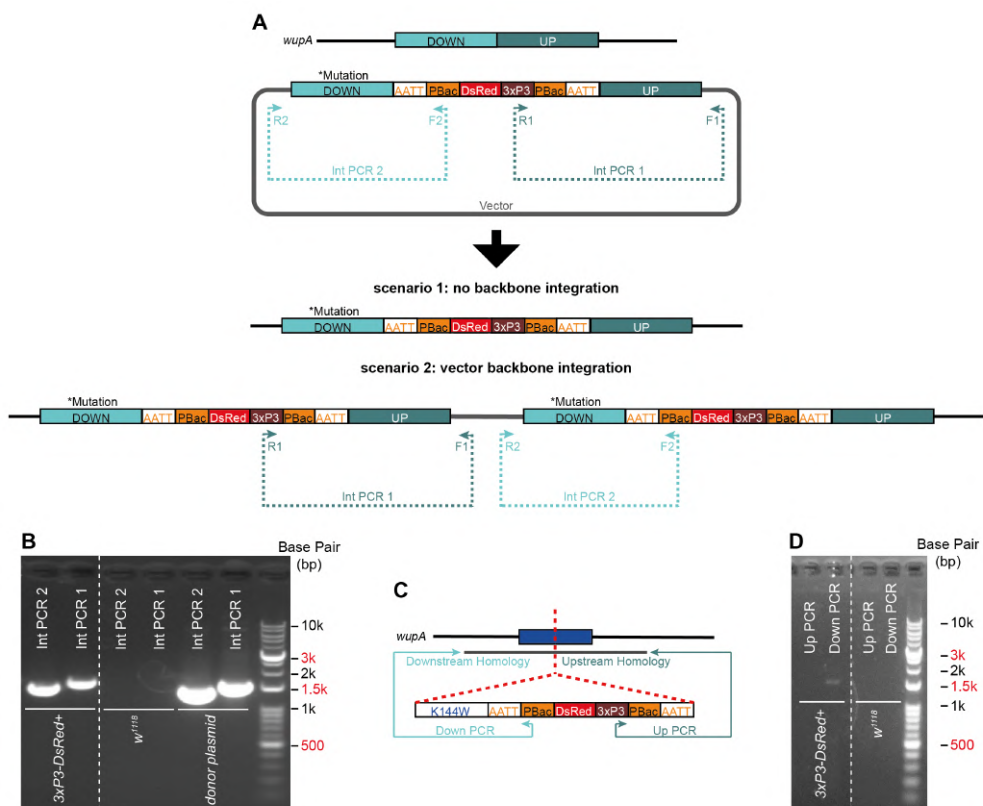 A
wupA
DOWN UP
*Mutation
DOWN AATT PBac DsRed 3xP3 PBac AATT UP
R2 F2 R1 F1
Int PCR 2 Int PCR 1
Vector
scenario 1: no backbone integration
*Mutation
DOWN AATT PBac DsRed 3xP3 PBac AATT UP
scenario 2: vector backbone integration
*Mutation *Mutation
DOWN AATT PBac DsRed 3xP3 PBac AATT UP DOWN AATT PBac DsRed 3xP3 PBac AATT UP
R1 F1 R2 F2
Int PCR 1 Int PCR 2
B
Base Pair
(bp)
Int PCR 2
Int PCR 1
Int PCR 2
Int PCR 1
Int PCR 2
Int PCR 1
10k
3k
2k
1.5k
1k
500
3xP3-DsRed+
w1118
donor plasmid
C
wupA
Downstream Homology Upstream Homology
K144W AATT PBac DsRed 3xP3 PBac AATT
Down PCR Up PCR
D
Base Pair
(bp)
Up PCR
Down PCR
Up PCR
Down PCR
10k
3k
2k
1.5k
1k
500
3xP3-DsRed+
w1118